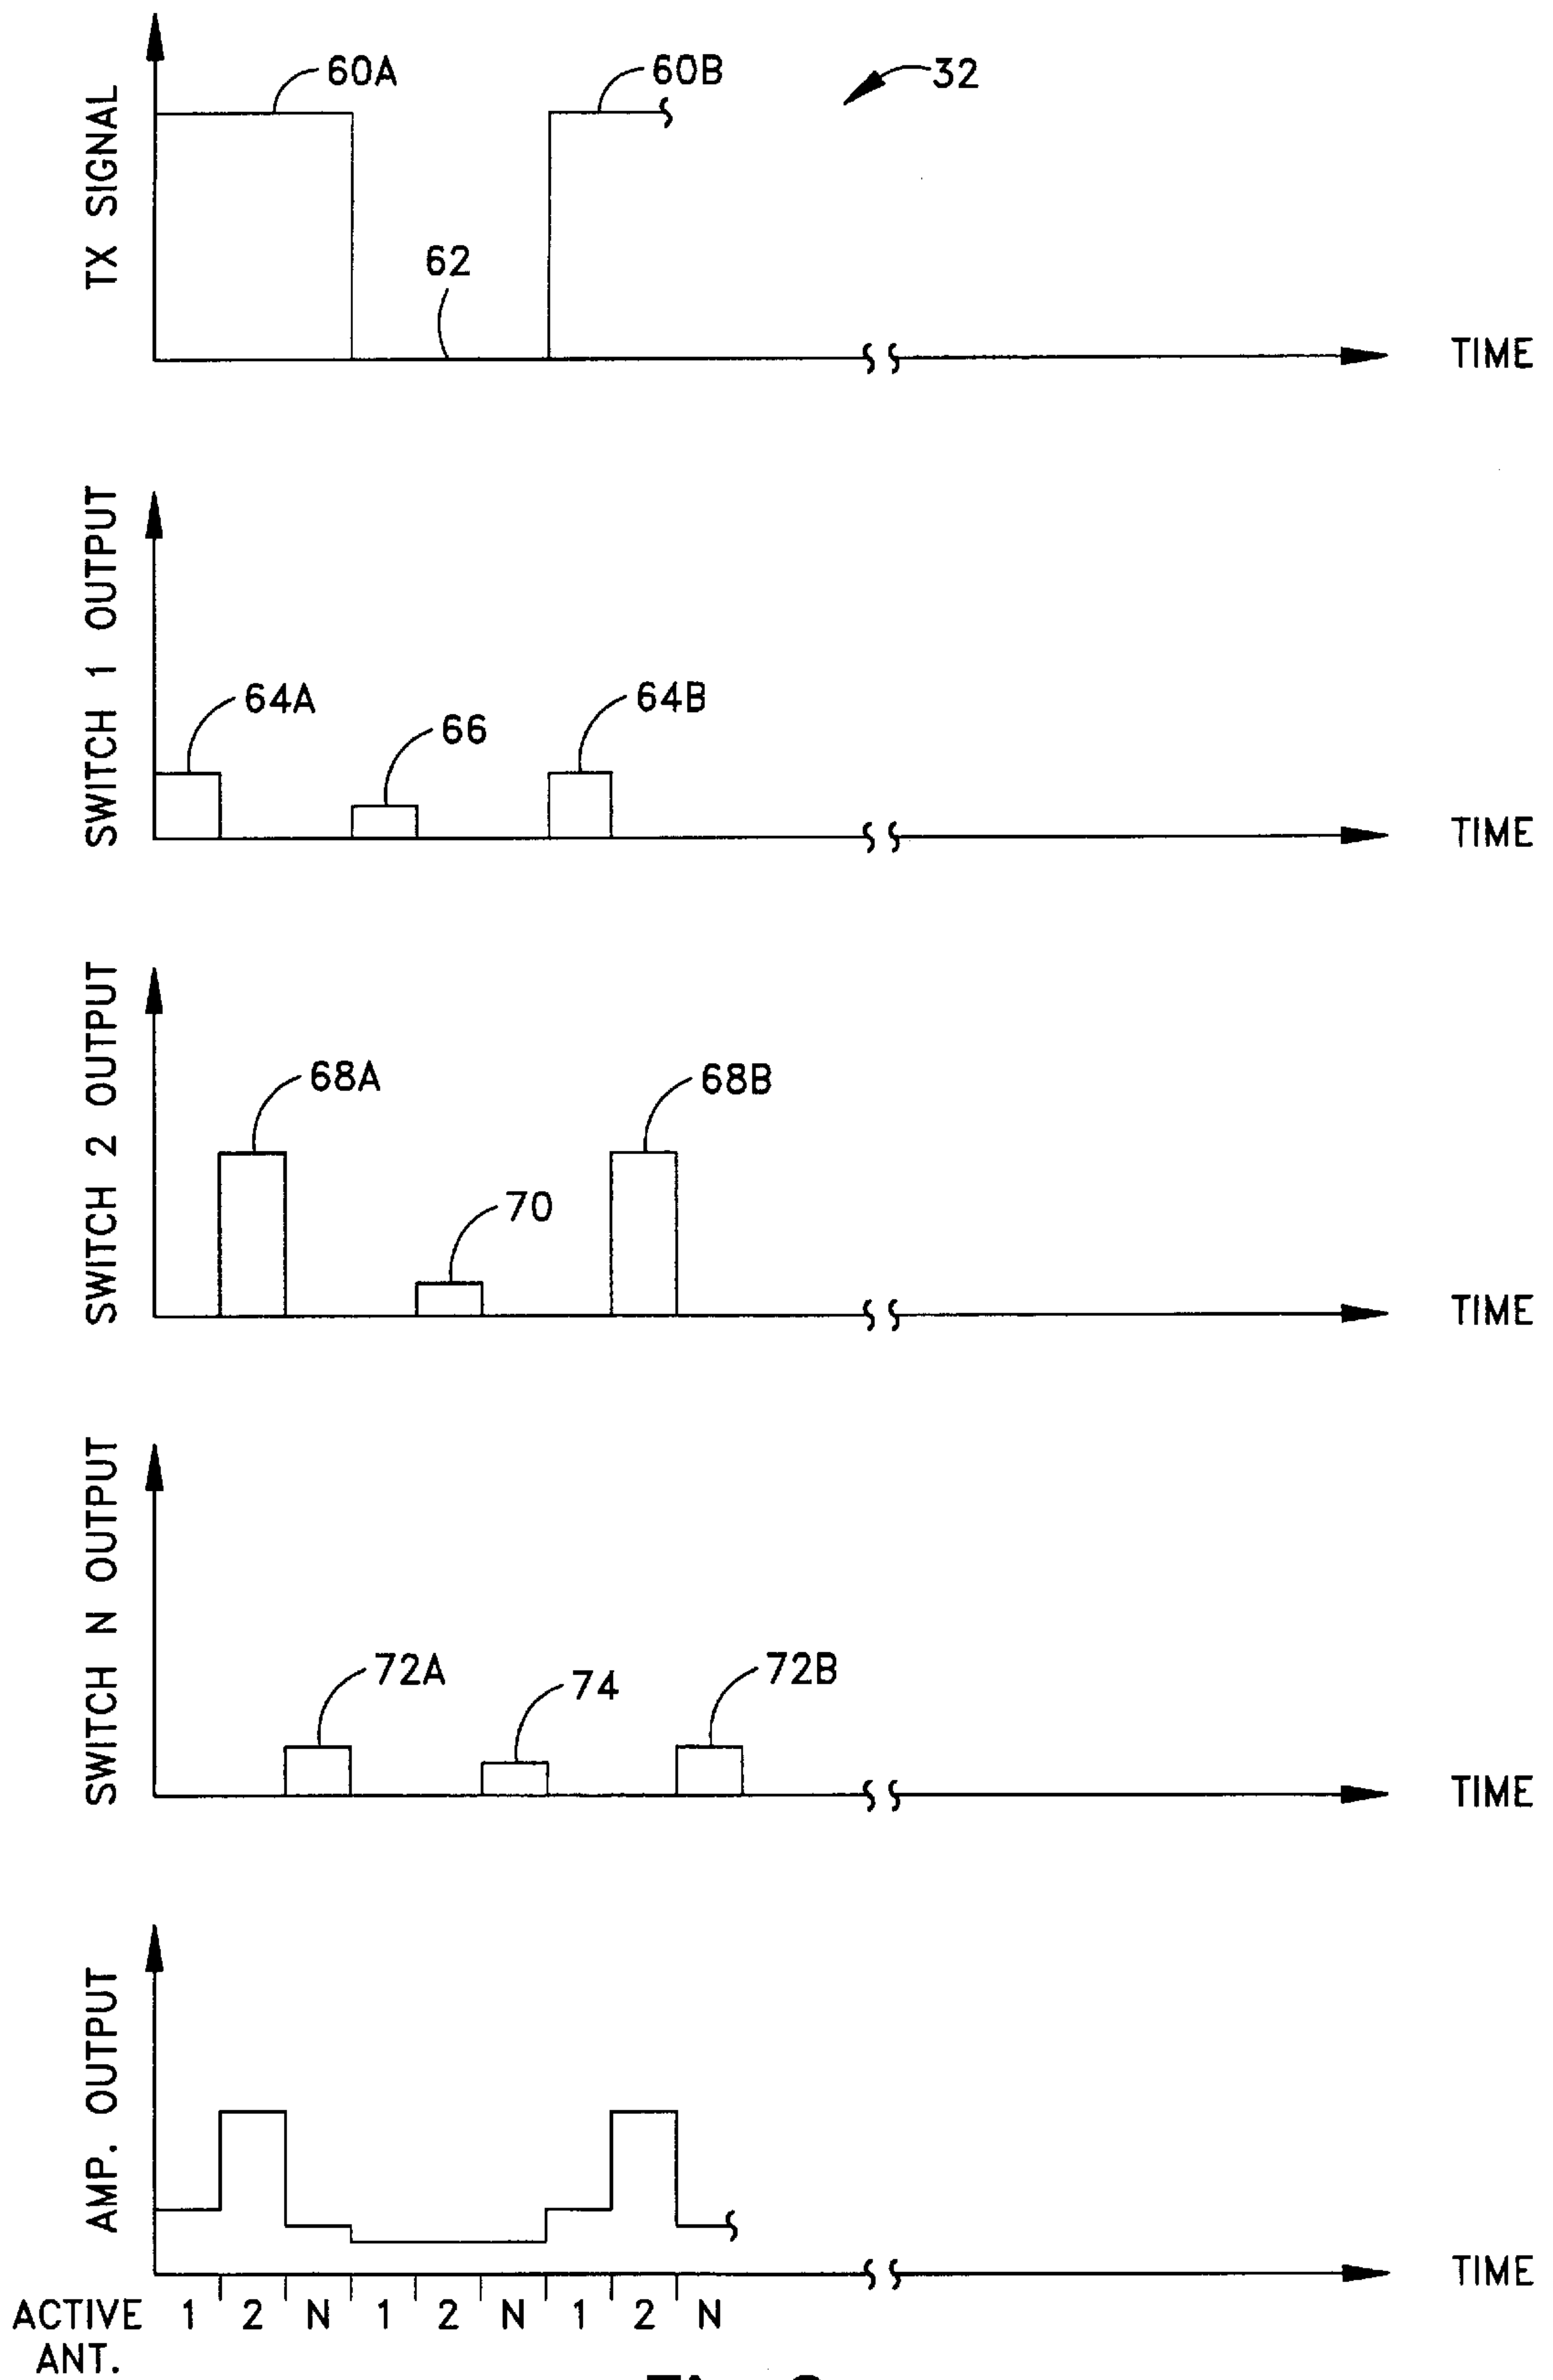 60A
60B
32
TX SIGNAL
62
TIME
SWITCH 1 OUTPUT
64A
66
64B
TIME
SWITCH 2 OUTPUT
68A
68B
70
TIME
SWITCH N OUTPUT
72A
74
72B
TIME
AMP. OUTPUT
TIME
ACTIVE ANT.
1 2 N 1 2 N 1 2 N